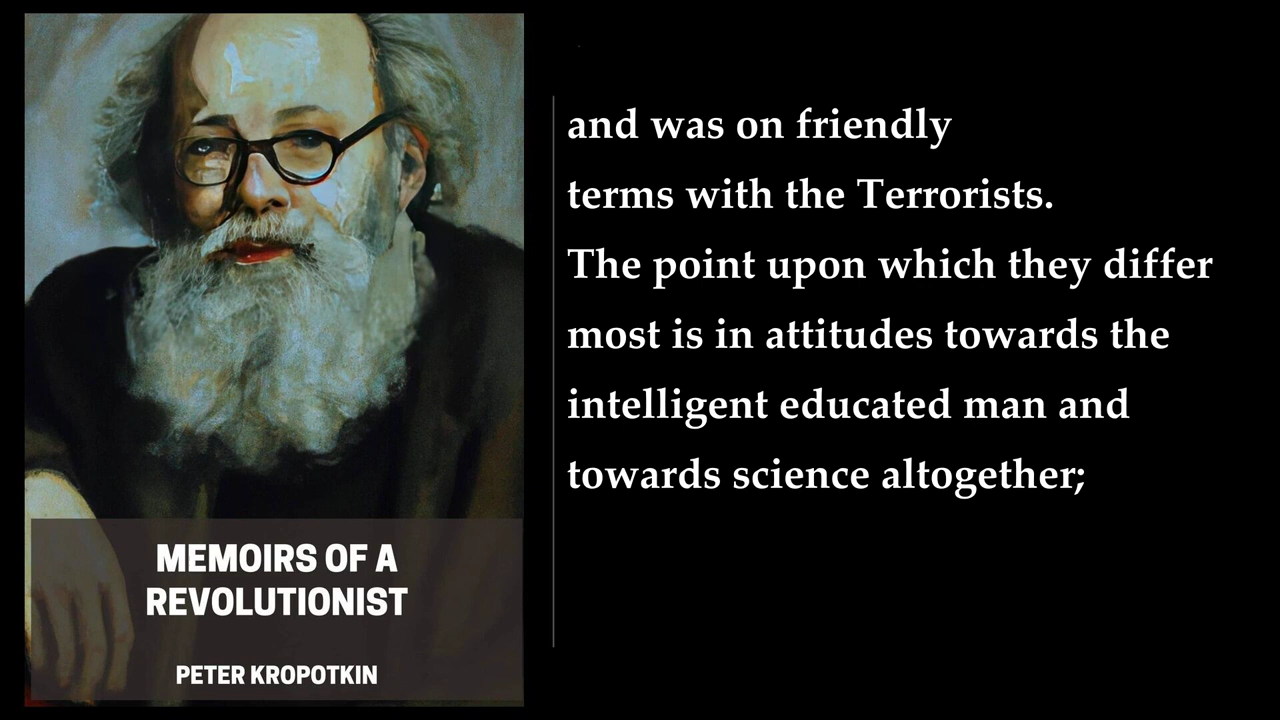 MEMOIRS OF A
REVOLUTIONIST
PETER KROPOTKIN
and was on friendly
terms with the Terrorists.
The point upon which they differ
most is in attitudes towards the
intelligent educated man and
towards science altogether;